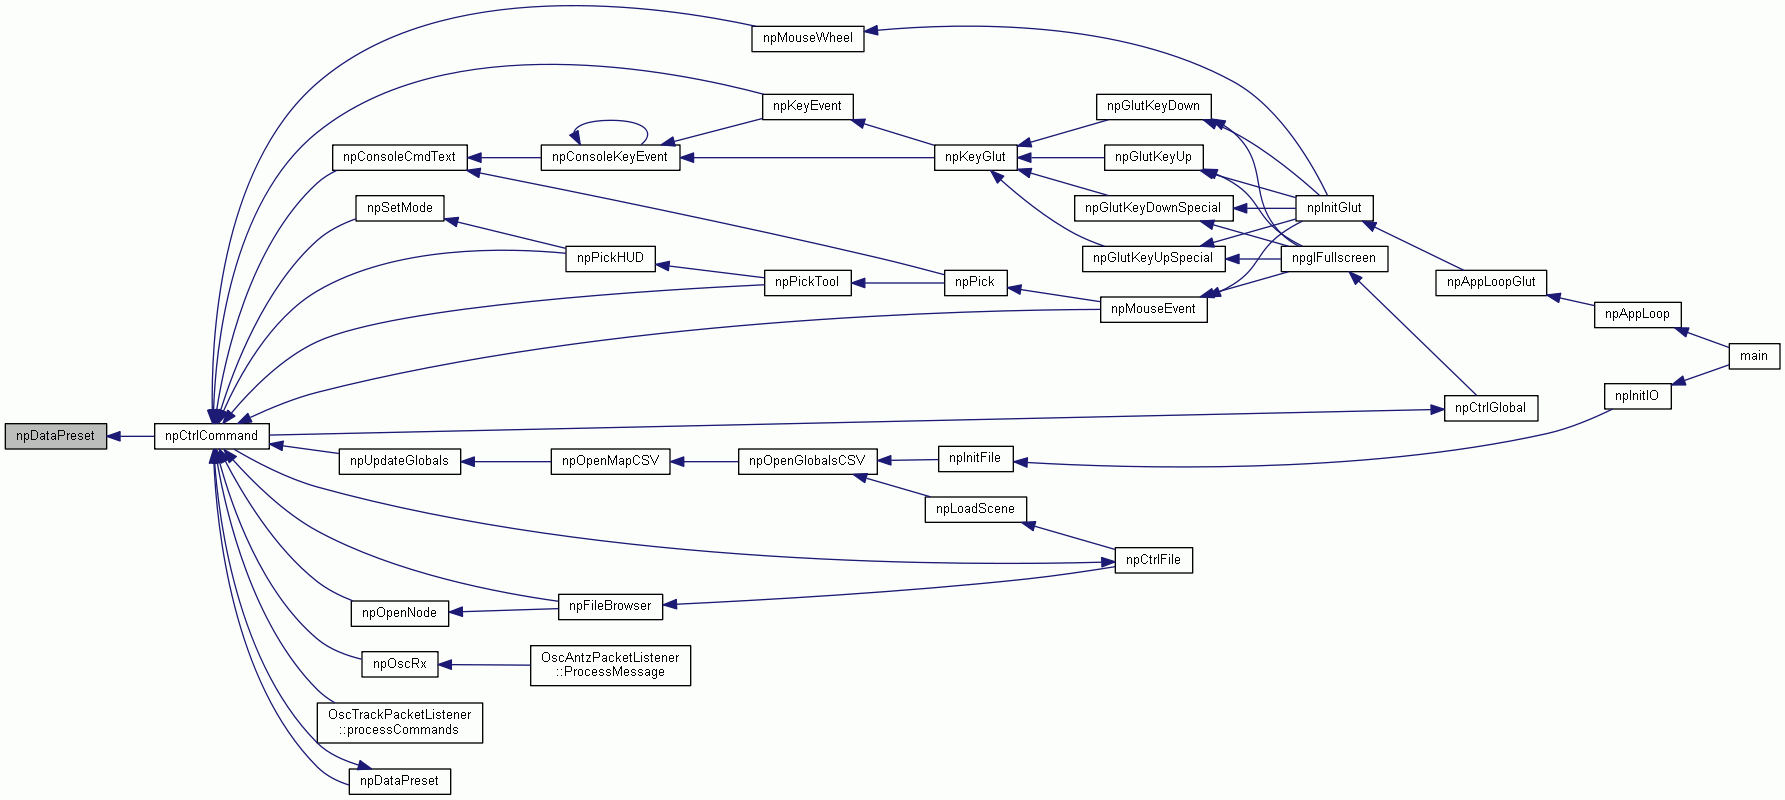 npMouseWheel
npKeyEvent
npGlutKeyDown
npConsoleCmdText
npConsoleKeyEvent
npKeyGlut
npGlutKeyUp
npSetMode
npGlutKeyDownSpecial
npInitGlut
npPickHUD
npGlutKeyUpSpecial
npglFullscreen
npPickTool
npPick
npAppLoopGlut
npMouseEvent
npAppLoop
main
npInitIO
npCtrlGlobal
npDataPreset
npCtrlCommand
npUpdateGlobals
npOpenMapCSV
npOpenGlobalsCSV
npInitFile
npLoadScene
npCtrlFile
npOpenNode
npFileBrowser
npOscRx
OscAntzPacketListener
::ProcessMessage
OscTrackPacketListener
::processCommands
npDataPreset